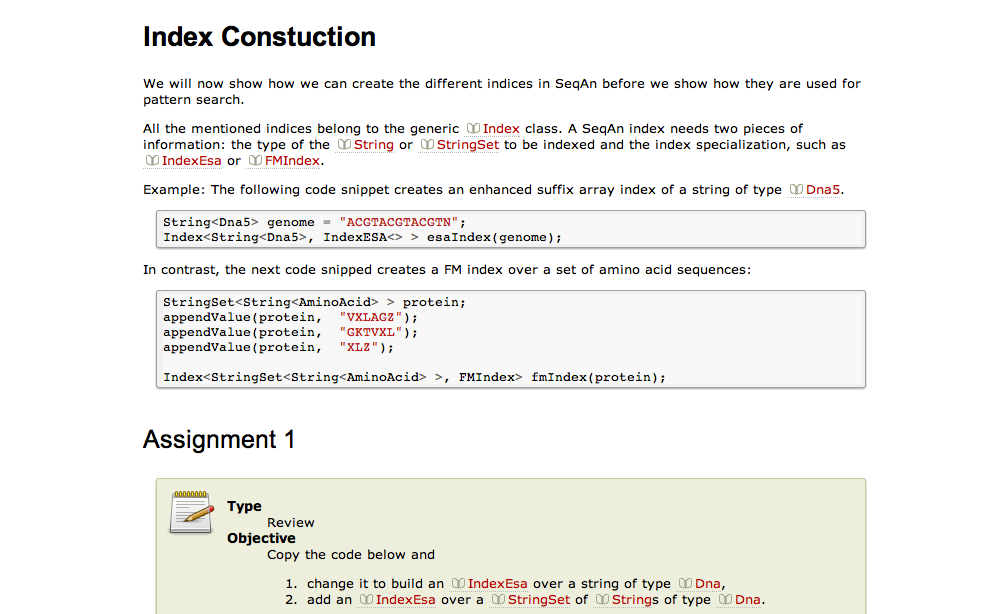 Index Constuction
We will now show how we can create the different indices in SeqAn before we show how they are used for
pattern search.
All the mentioned indices belong to the generic Index class. A SeqAn index needs two pieces of
information: the type of the String or StringSet to be indexed and the index specialization, such as
IndexEsa or FMIndex.
Example: The following code snippet creates an enhanced suffix array index of a string of type Dna5.
String<Dna5> genome = "ACGTACGTACGTN";
Index<String<Dna5>, IndexESA<> > esaIndex(genome);
In contrast, the next code snipped creates a FM index over a set of amino acid sequences:
StringSet<String<AminoAcid> > protein;
appendValue(protein,  "VXLAGZ");
appendValue(protein,  "GKTVXL");
appendValue(protein,  "XLZ");
Index<StringSet<String<AminoAcid> >, FMIndex> fmIndex(protein);
Assignment 1
Type
Review
Objective
Copy the code below and
1. change it to build an IndexEsa over a string of type Dna,
2. add an IndexEsa over a StringSet of Strings of type Dna.